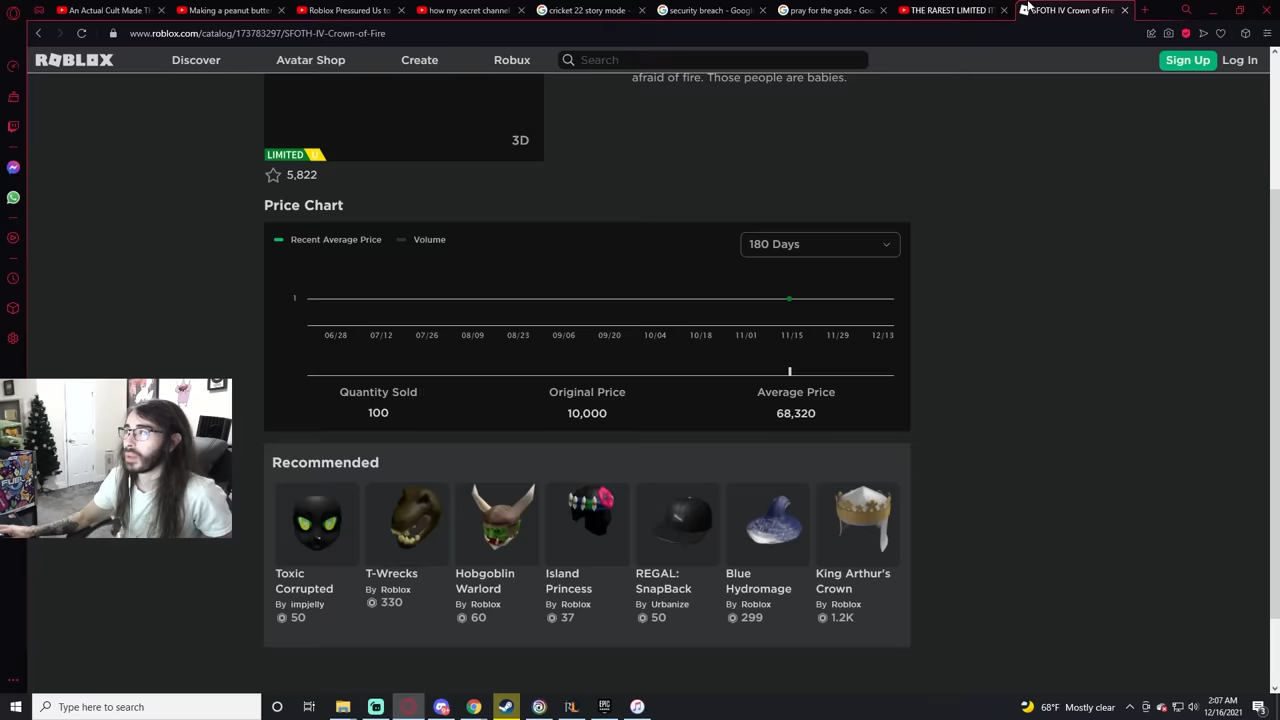 An Actual Cult Made Th
Making a peanut butte
Roblox Pressured Us to
how my secret channel
cricket 22 story mode -
security breach - Goog
pray for the gods - Goo
THE RAREST LIMITED IT
SFOTH IV Crown of Fire
www.roblox.com/catalog/173783297/SFOTH-IV-Crown-of-Fire
ROBLOX
Discover
Avatar Shop
Create
Robux
Search
Sign Up
Log In
afraid of fire. Those people are babies.
3D
LIMITED U
5,822
Price Chart
Recent Average Price
Volume
180 Days
1
06/28 07/12 07/26 08/09 08/23 09/06 09/20 10/04 10/18 11/01 11/15 11/29 12/13
Quantity Sold
Original Price
Average Price
100
10,000
68,320
Recommended
Toxic
Corrupted
By impjelly
50
T-Wrecks
By Roblox
330
Hobgoblin
Warlord
By Roblox
60
Island
Princess
By Roblox
37
REGAL:
SnapBack
By Urbanize
50
Blue
Hydromage
By Roblox
299
King Arthur's
Crown
By Roblox
1.2K
FUEL
Type here to search
68°F Mostly clear
2:07 AM
12/16/2021